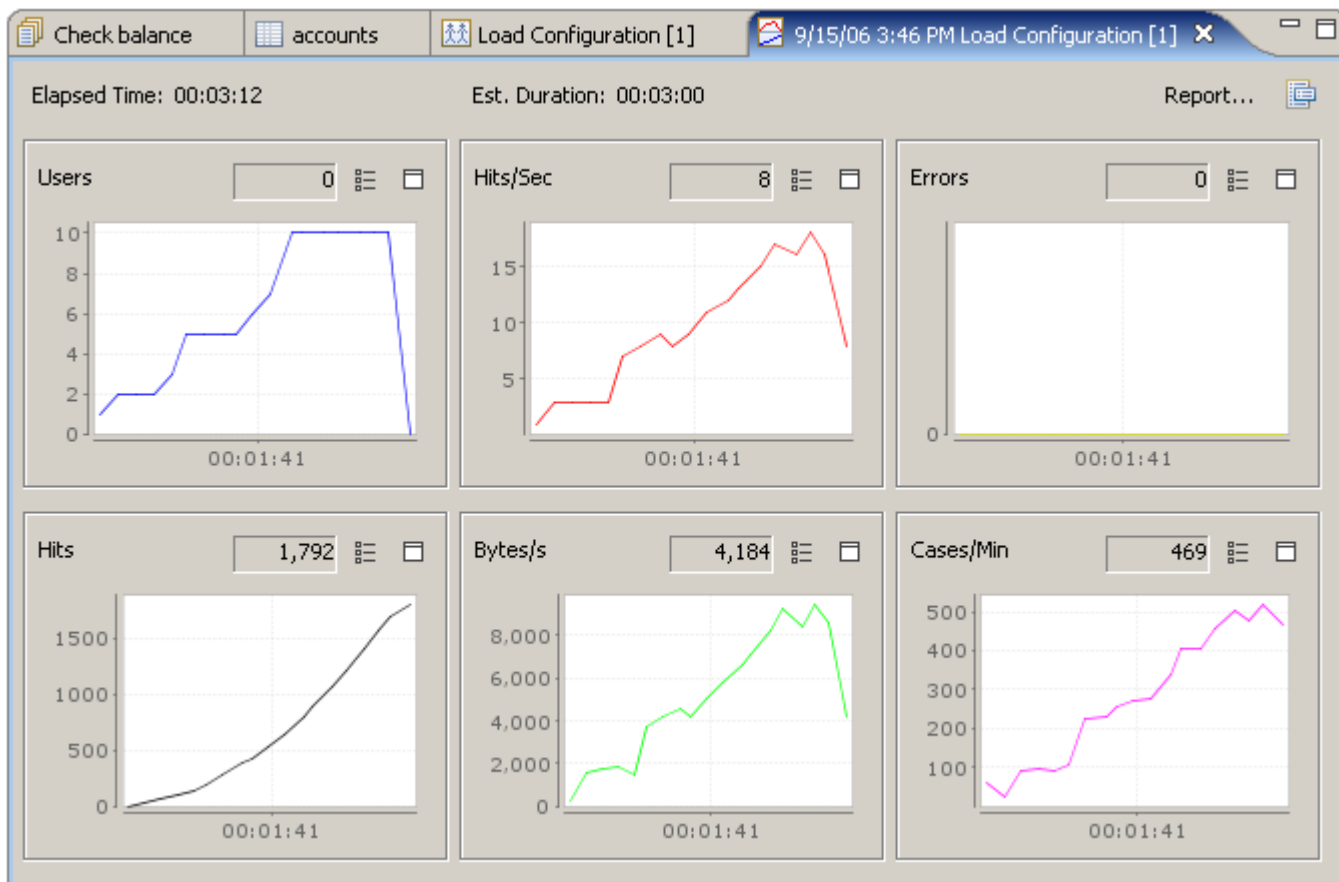 Check balance
accounts
Load Configuration [1]
9/15/06 3:46 PM Load Configuration [1]
Elapsed Time: 00:03:12
Est. Duration: 00:03:00
Report...
Users
0
10
8
6
4
2
0
00:01:41
Hits/Sec
8
15
10
5
00:01:41
Errors
0
0
00:01:41
Hits
1,792
1500
1000
500
0
00:01:41
Bytes/s
4,184
8,000
6,000
4,000
2,000
0
00:01:41
Cases/Min
469
500
400
300
200
100
00:01:41